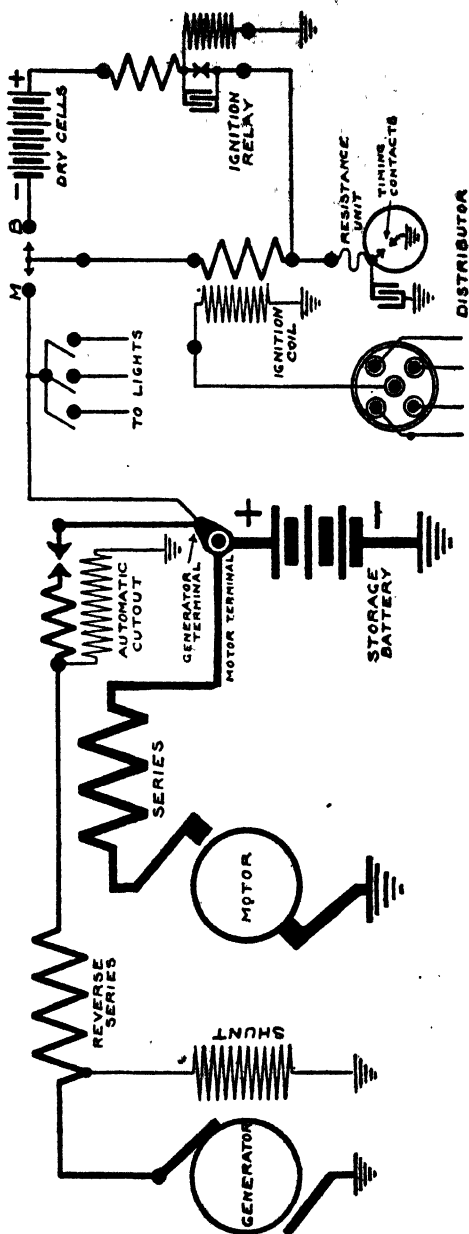 GENERATOR
SHUNT
REVERSE
SERIES
MOTOR
SERIES
AUTOMATIC
CUTOUT
GENERATOR
TERMINAL
MOTOR TERMINAL
+
-
STORAGE
BATTERY
M
B
TO LIGHTS
-
+
DRY CELLS
IGNITION
COIL
IGNITION
RELAY
RESISTANCE
UNIT
TIMING
CONTACTS
DISTRIBUTOR